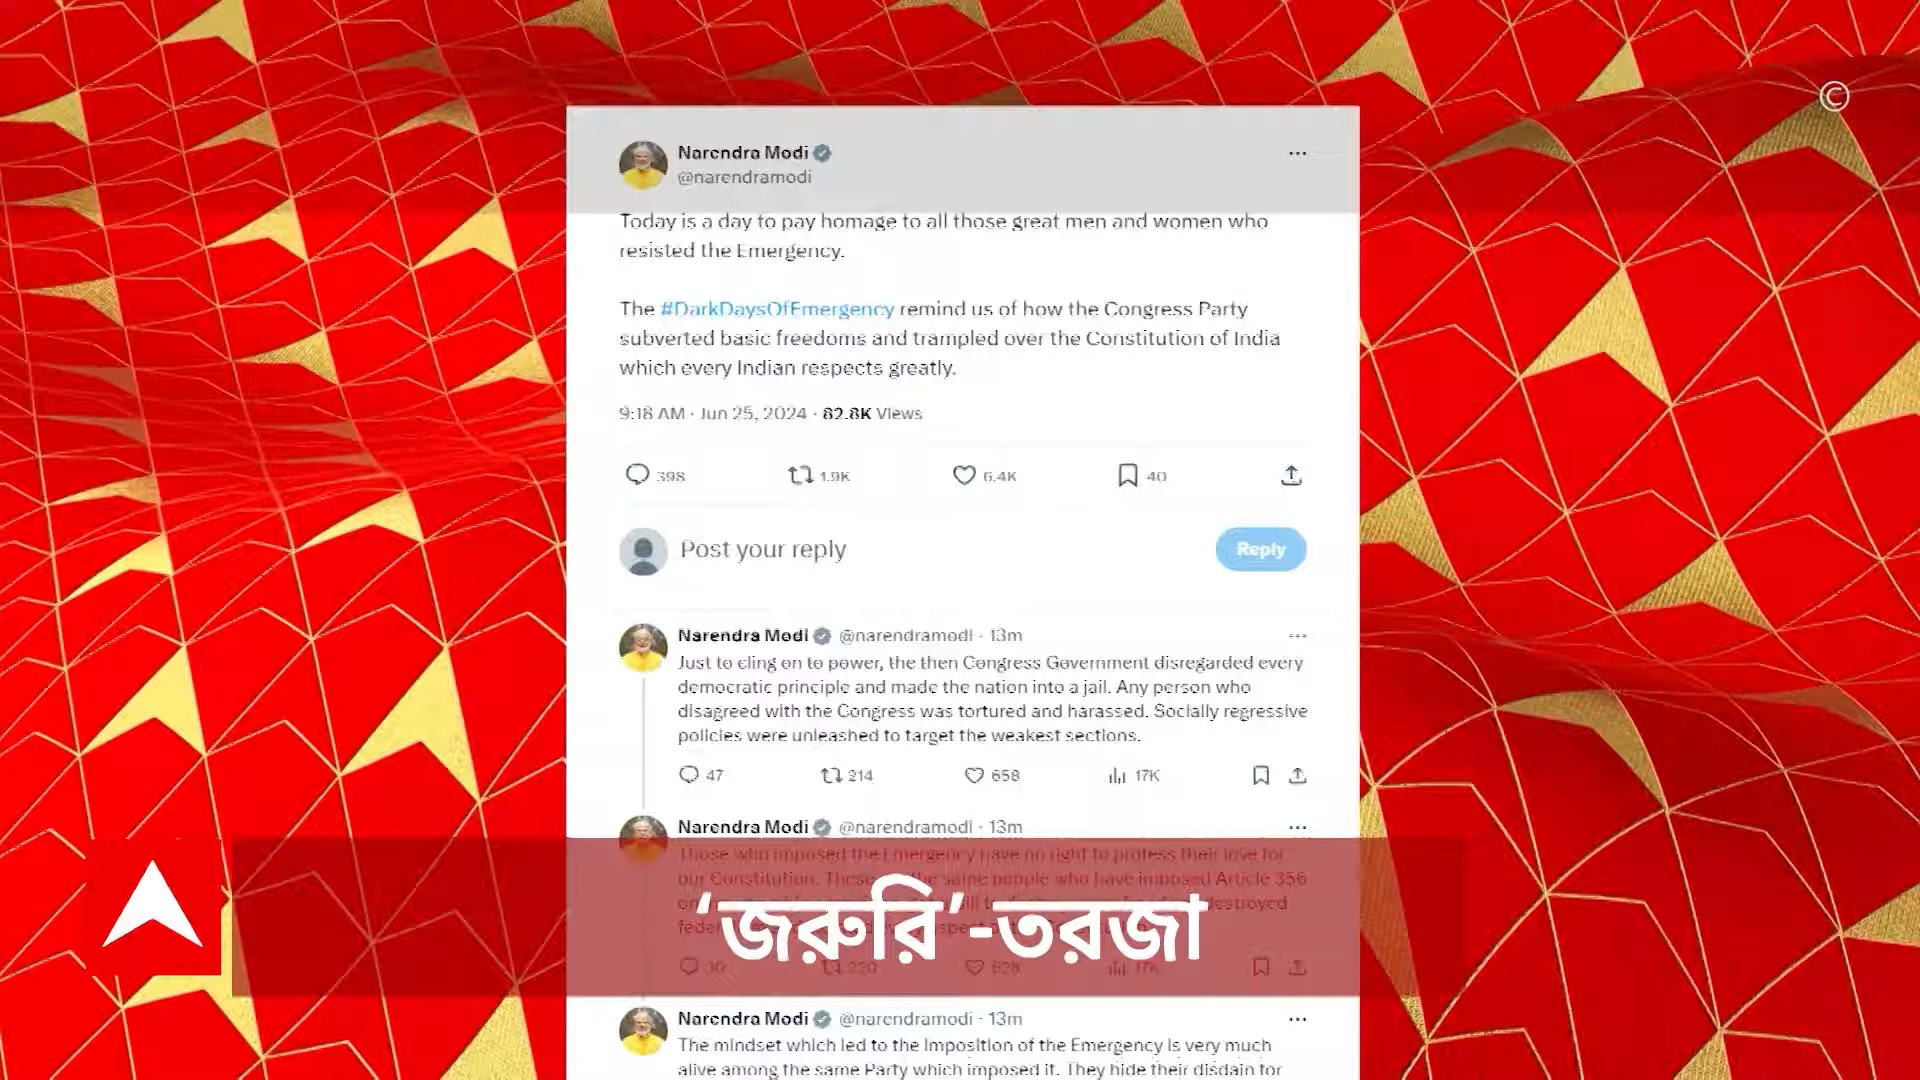 ©
Narendra Modi
@narendramodi
Today is a day to pay homage to all those great men and women who
resisted the Emergency.
The #DarkDaysOfEmergency remind us of how the Congress Party
subverted basic freedoms and trampled over the Constitution of India
which every Indian respects greatly.
9:18 AM · Jun 25, 2024 · 82.8K Views
398 1.9K 6.4K 40
Post your reply Reply
Narendra Modi @narendramodi · 13m
Just to cling on to power, the then Congress Government disregarded every
democratic principle and made the nation into a jail. Any person who
disagreed with the Congress was tortured and harassed. Socially regressive
policies were unleashed to target the weakest sections.
47 214 658 17K
Narendra Modi @narendramodi · 13m
Those who imposed the Emergency have no right to profess their love for
our Constitution. These the same people who have imposed Article 356
on destroyed
‘জরুরি’-তরজা
30 220 628 17K
Narendra Modi @narendramodi · 13m
The mindset which led to the imposition of the Emergency is very much
alive among the same Party which imposed it. They hide their disdain for